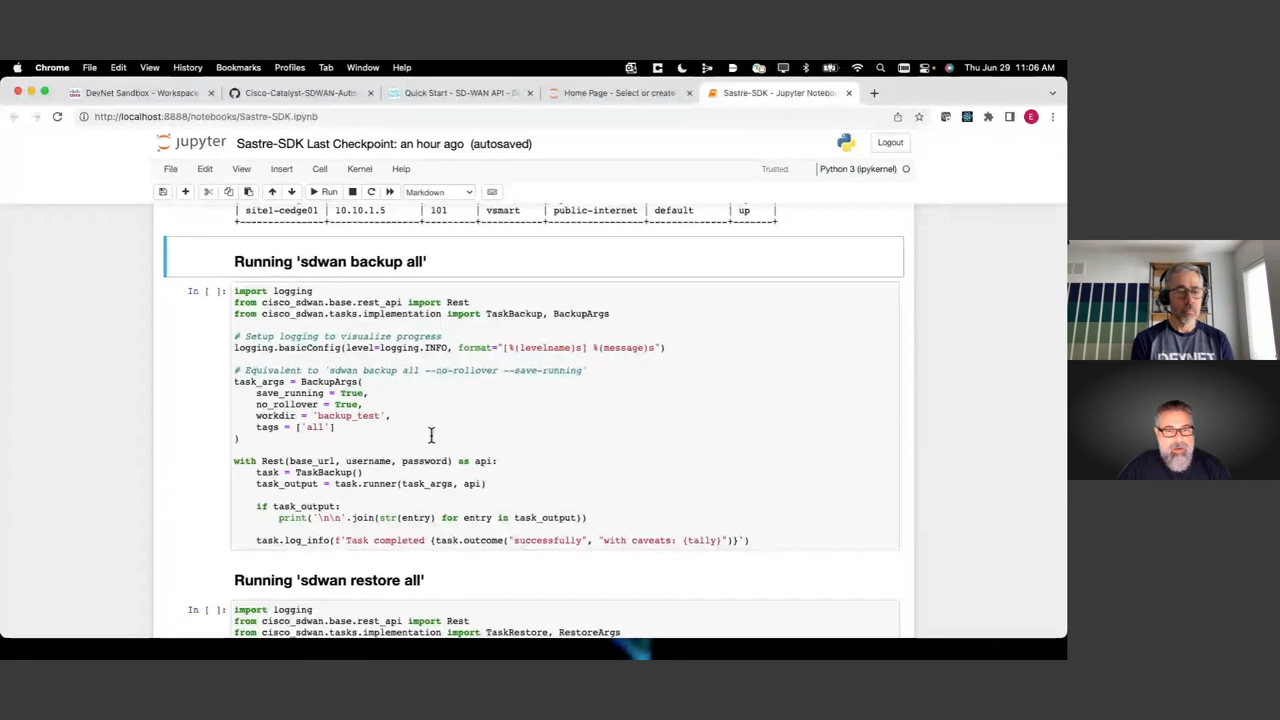 Chrome File Edit View History Bookmarks Profiles Tab Window Help Thu Jun 29 11:06 AM
DevNet Sandbox - Workspace Cisco-Catalyst-SDWAN-Autm Quick Start - SD-WAN API - Home Page - Select or create Sastre-SDK - Jupyter Notebook
http://localhost:8888/notebooks/Sastre-SDK.ipynb E
jupyter Sastre-SDK Last Checkpoint: an hour ago (autosaved) Logout
File Edit View Insert Cell Kernel Help Trusted Python 3 (ipykernel)
Run Markdown
| site1-cedge01 | 10.10.1.5 | 101 | vsmart | public-internet | default | up |
Running 'sdwan backup all'
In [ ]: import logging
from cisco_sdwan.base.rest_api import Rest
from cisco_sdwan.tasks.implementation import TaskBackup, BackupArgs
# Setup logging to visualize progress
logging.basicConfig(level=logging.INFO, format="[%(levelname)s] %(message)s")
# Equivalent to 'sdwan backup all --no-rollover --save-running'
task_args = BackupArgs(
save_running = True,
no_rollover = True,
workdir = 'backup_test',
tags = ['all']
)
with Rest(base_url, username, password) as api:
task = TaskBackup()
task_output = task.runner(task_args, api)
if task_output:
print('\n\n'.join(str(entry) for entry in task_output))
task.log_info(f'Task completed {task.outcome("successfully", "with caveats: {tally}")}')
Running 'sdwan restore all'
In [ ]: import logging
from cisco_sdwan.base.rest_api import Rest
from cisco_sdwan.tasks.implementation import TaskRestore, RestoreArgs
DEVNET